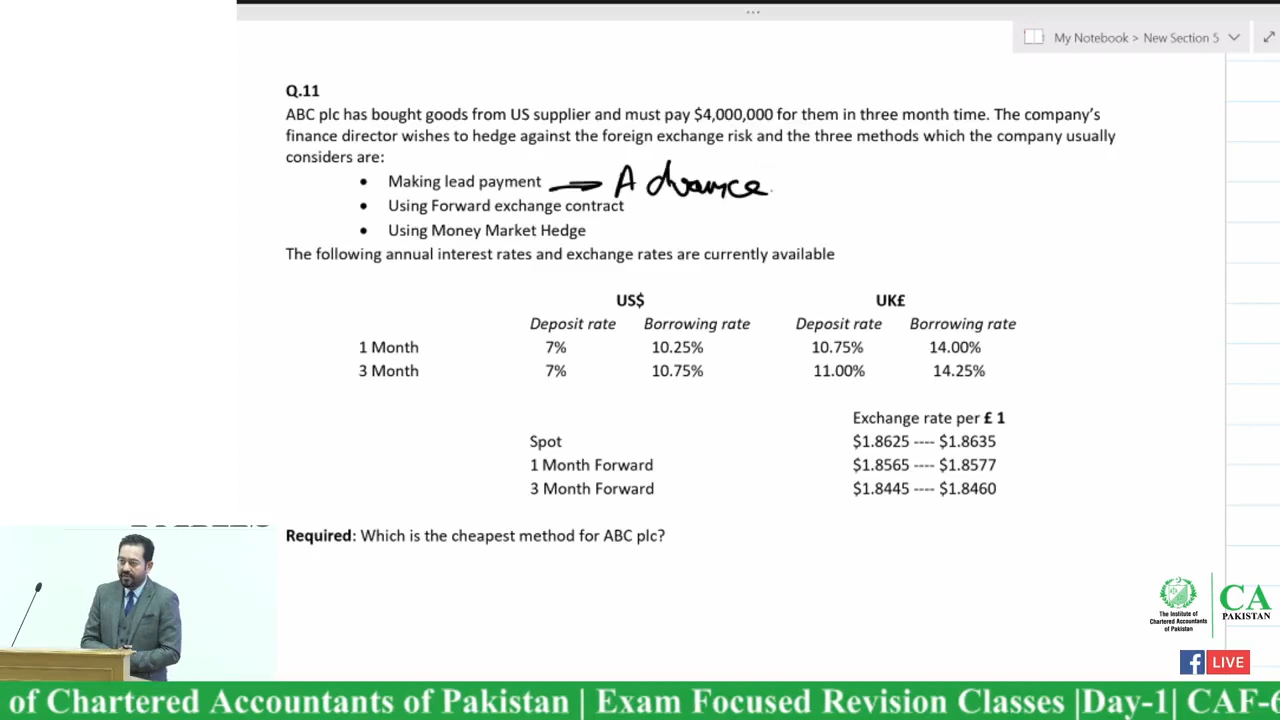 My Notebook > New Section 5
Q.11
ABC plc has bought goods from US supplier and must pay $4,000,000 for them in three month time. The company's
finance director wishes to hedge against the foreign exchange risk and the three methods which the company usually
considers are:
• Making lead payment → Advance
• Using Forward exchange contract
• Using Money Market Hedge
The following annual interest rates and exchange rates are currently available
US$ UK£
Deposit rate Borrowing rate Deposit rate Borrowing rate
1 Month 7% 10.25% 10.75% 14.00%
3 Month 7% 10.75% 11.00% 14.25%
Exchange rate per £ 1
Spot $1.8625 ---- $1.8635
1 Month Forward $1.8565 ---- $1.8577
3 Month Forward $1.8445 ---- $1.8460
Required: Which is the cheapest method for ABC plc?
The Institute of
Chartered Accountants
of Pakistan
CA
PAKISTAN
f LIVE
of Chartered Accountants of Pakistan | Exam Focused Revision Classes |Day-1| CAF-6